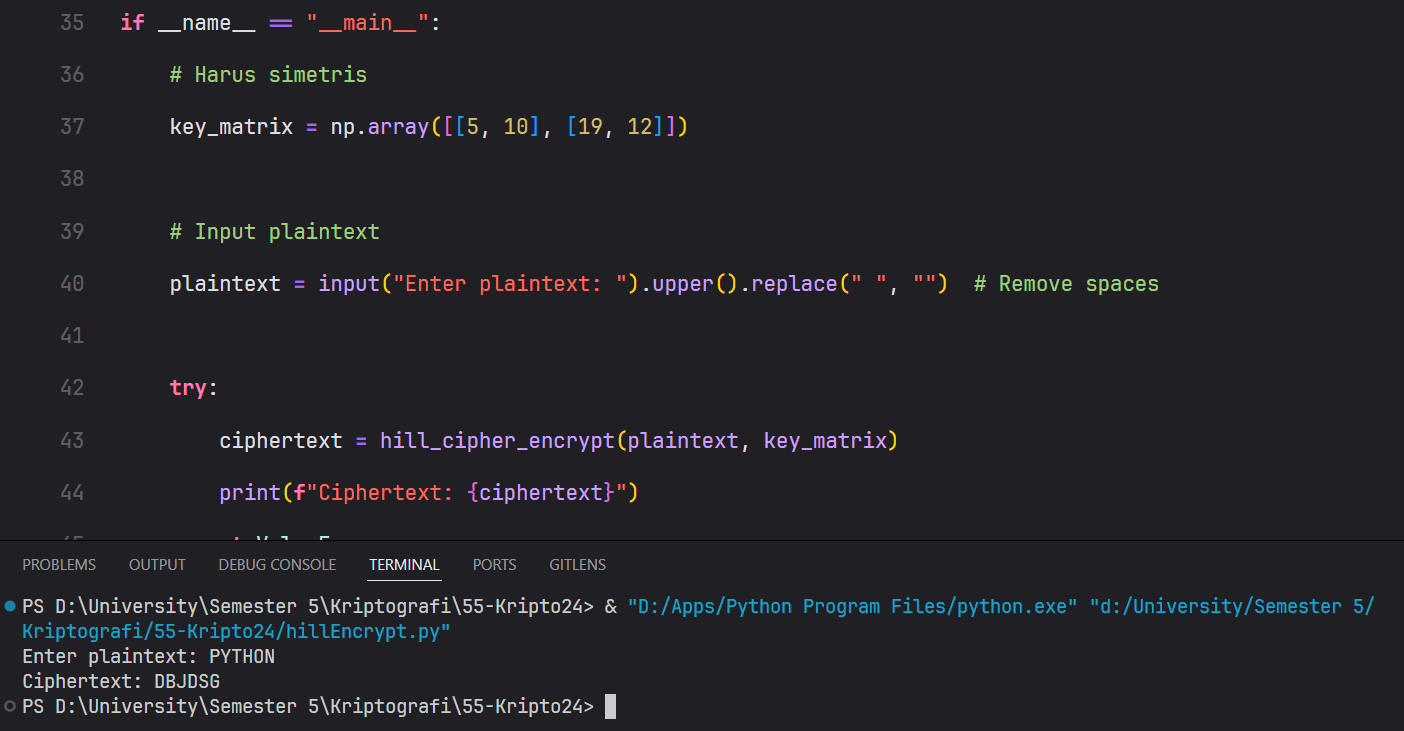 35 if __name__ == "__main__":
36 # Harus simetris
37 key_matrix = np.array([[5, 10], [19, 12]])
38
39 # Input plaintext
40 plaintext = input("Enter plaintext: ").upper().replace(" ", "") # Remove spaces
41
42 try:
43 ciphertext = hill_cipher_encrypt(plaintext, key_matrix)
44 print(f"Ciphertext: {ciphertext}")
PROBLEMS OUTPUT DEBUG CONSOLE TERMINAL PORTS GITLENS
PS D:\University\Semester 5\Kriptografi\55-Kripto24> & "D:/Apps/Python Program Files/python.exe" "d:/University/Semester 5/
Kriptografi/55-Kripto24/hillEncrypt.py"
Enter plaintext: PYTHON
Ciphertext: DBJDSG
PS D:\University\Semester 5\Kriptografi\55-Kripto24>